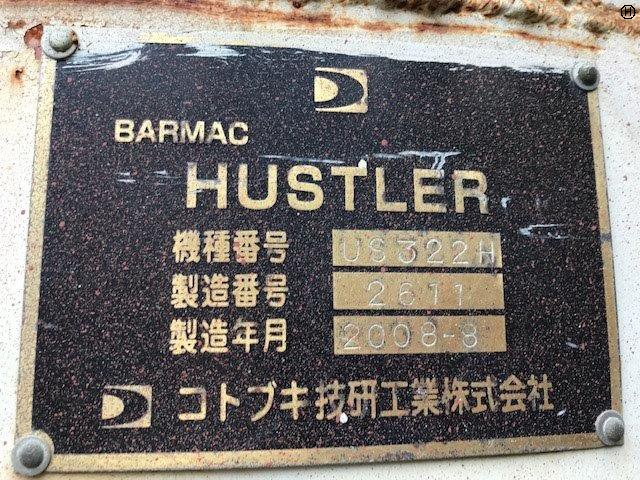 BARMAC
HUSTLER
機種番号 US322H
製造番号 2611
製造年月 2008-8
コトブキ技研工業株式会社